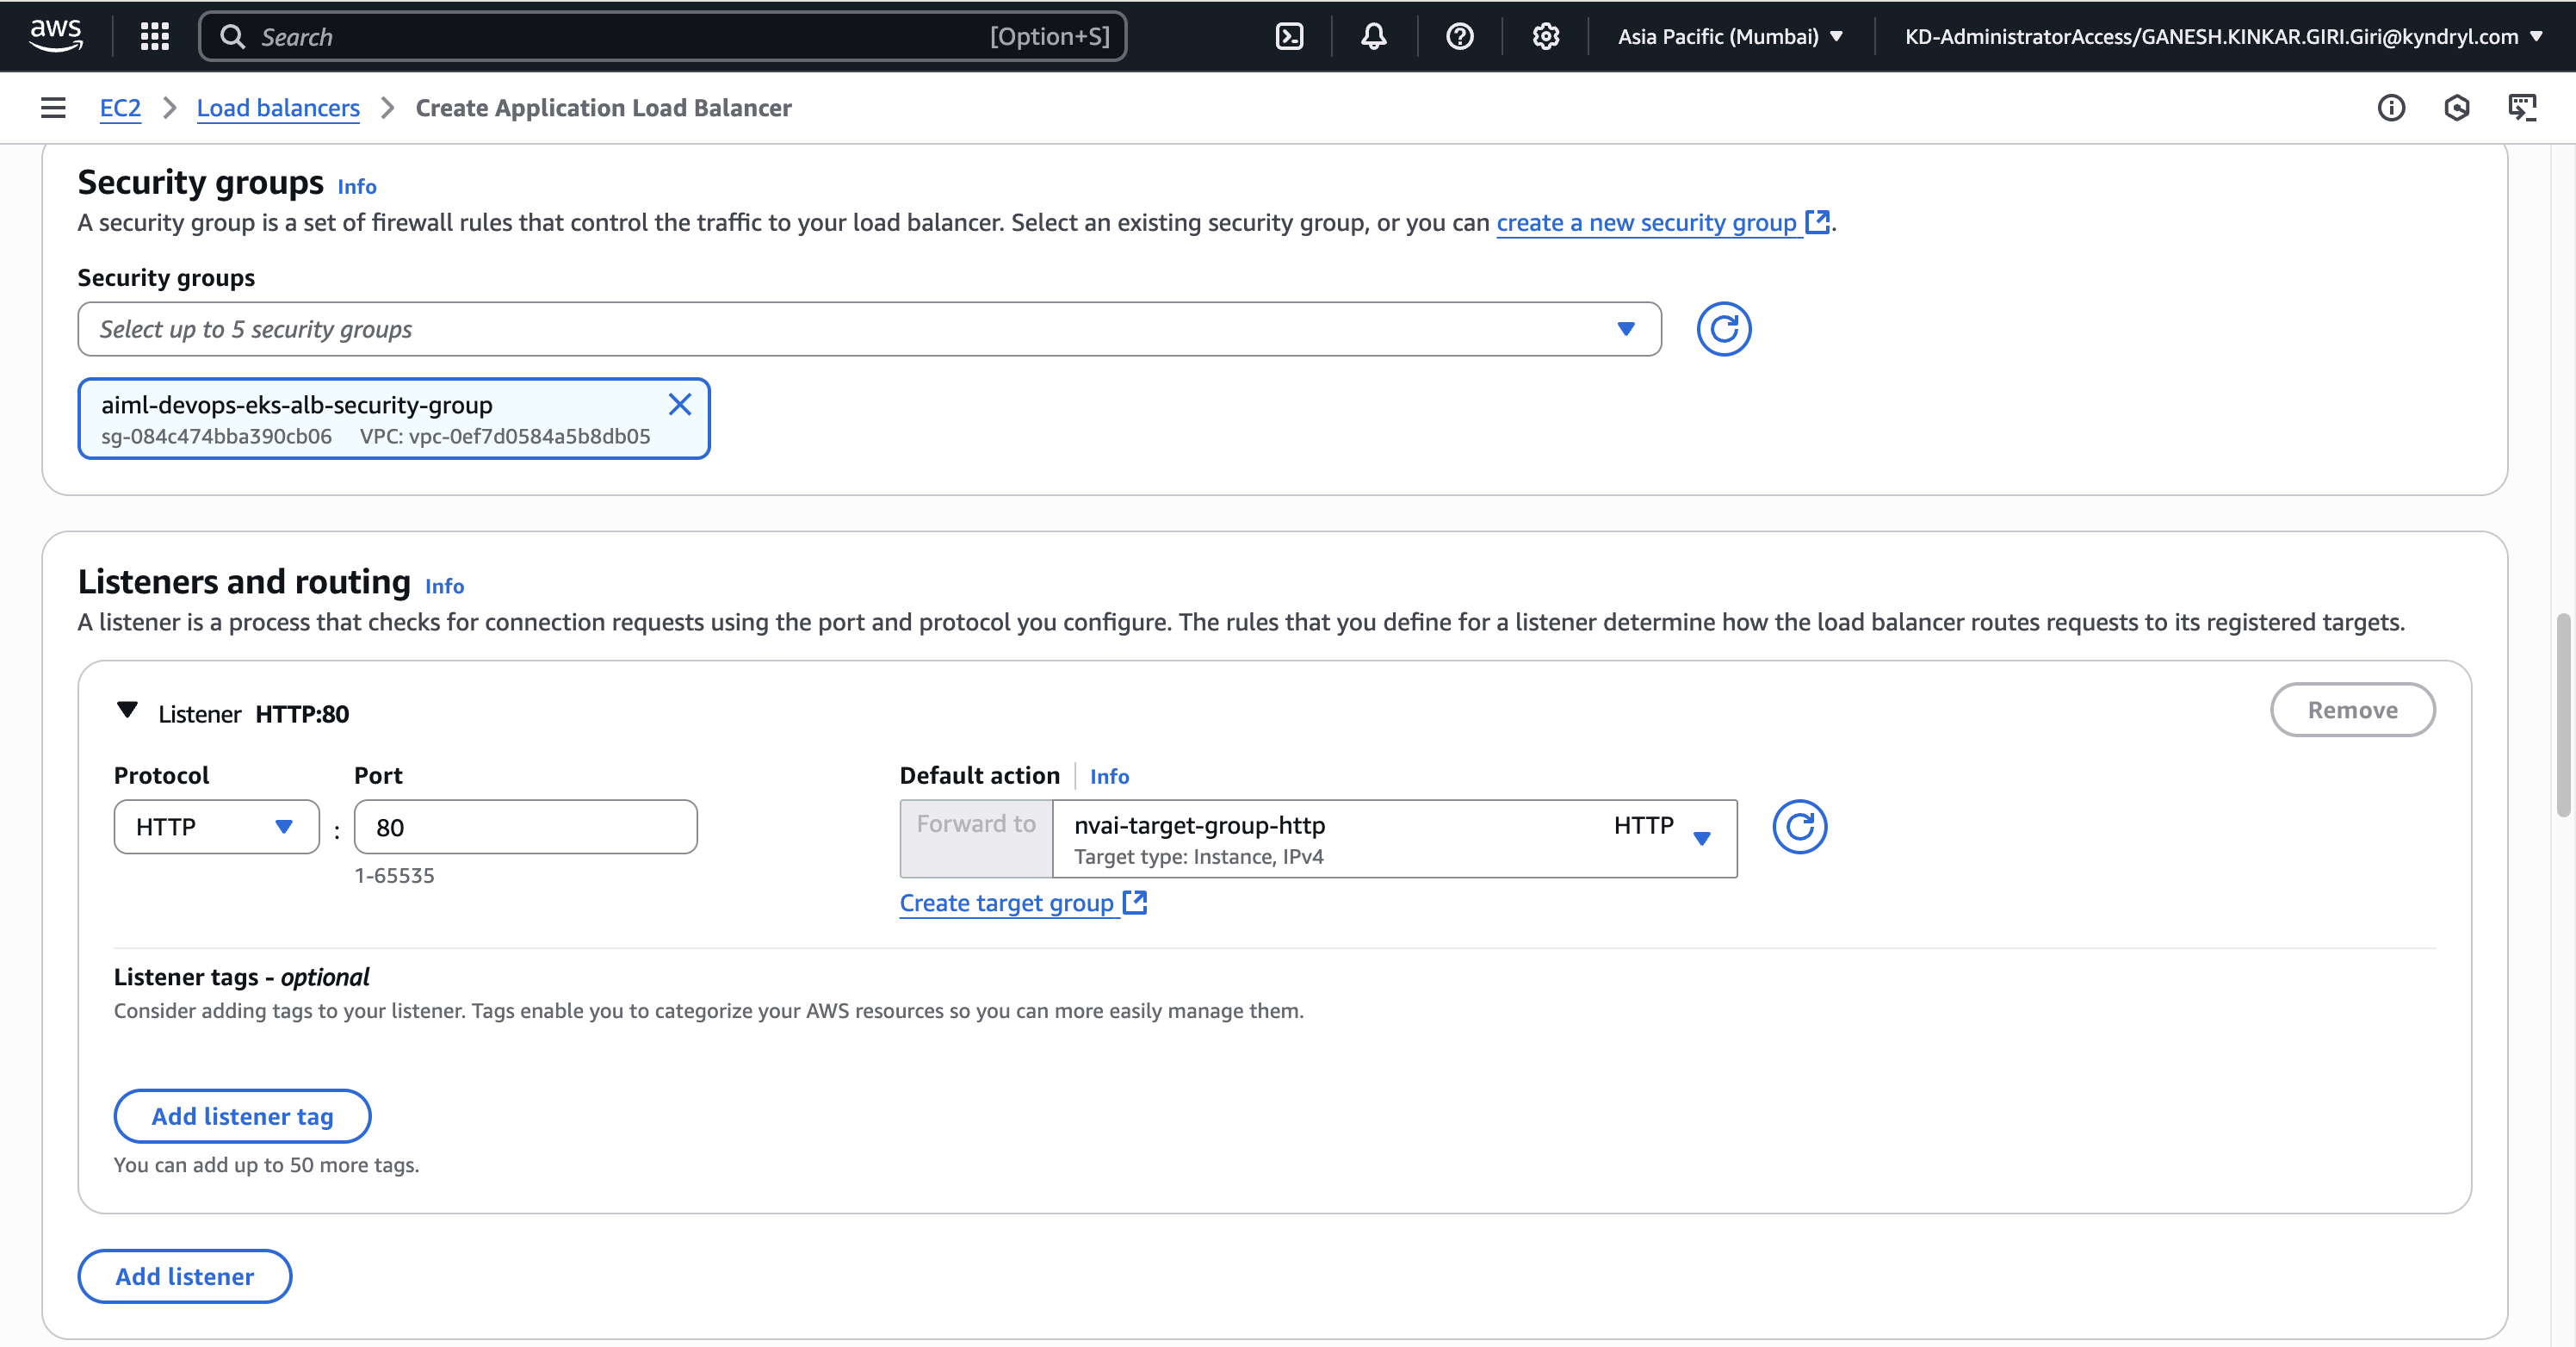 aws
Search [Option+S]
Asia Pacific (Mumbai)
KD-AdministratorAccess/GANESH.KINKAR.GIRI.Giri@kyndryl.com
EC2 > Load balancers > Create Application Load Balancer
Security groups Info
A security group is a set of firewall rules that control the traffic to your load balancer. Select an existing security group, or you can create a new security group.
Security groups
Select up to 5 security groups
aiml-devops-eks-alb-security-group
sg-084c474bba390cb06 VPC: vpc-0ef7d0584a5b8db05
Listeners and routing Info
A listener is a process that checks for connection requests using the port and protocol you configure. The rules that you define for a listener determine how the load balancer routes requests to its registered targets.
Listener HTTP:80
Remove
Protocol Port Default action Info
HTTP : 80
Forward to nvai-target-group-http HTTP
Target type: Instance, IPv4
1-65535
Create target group
Listener tags - optional
Consider adding tags to your listener. Tags enable you to categorize your AWS resources so you can more easily manage them.
Add listener tag
You can add up to 50 more tags.
Add listener